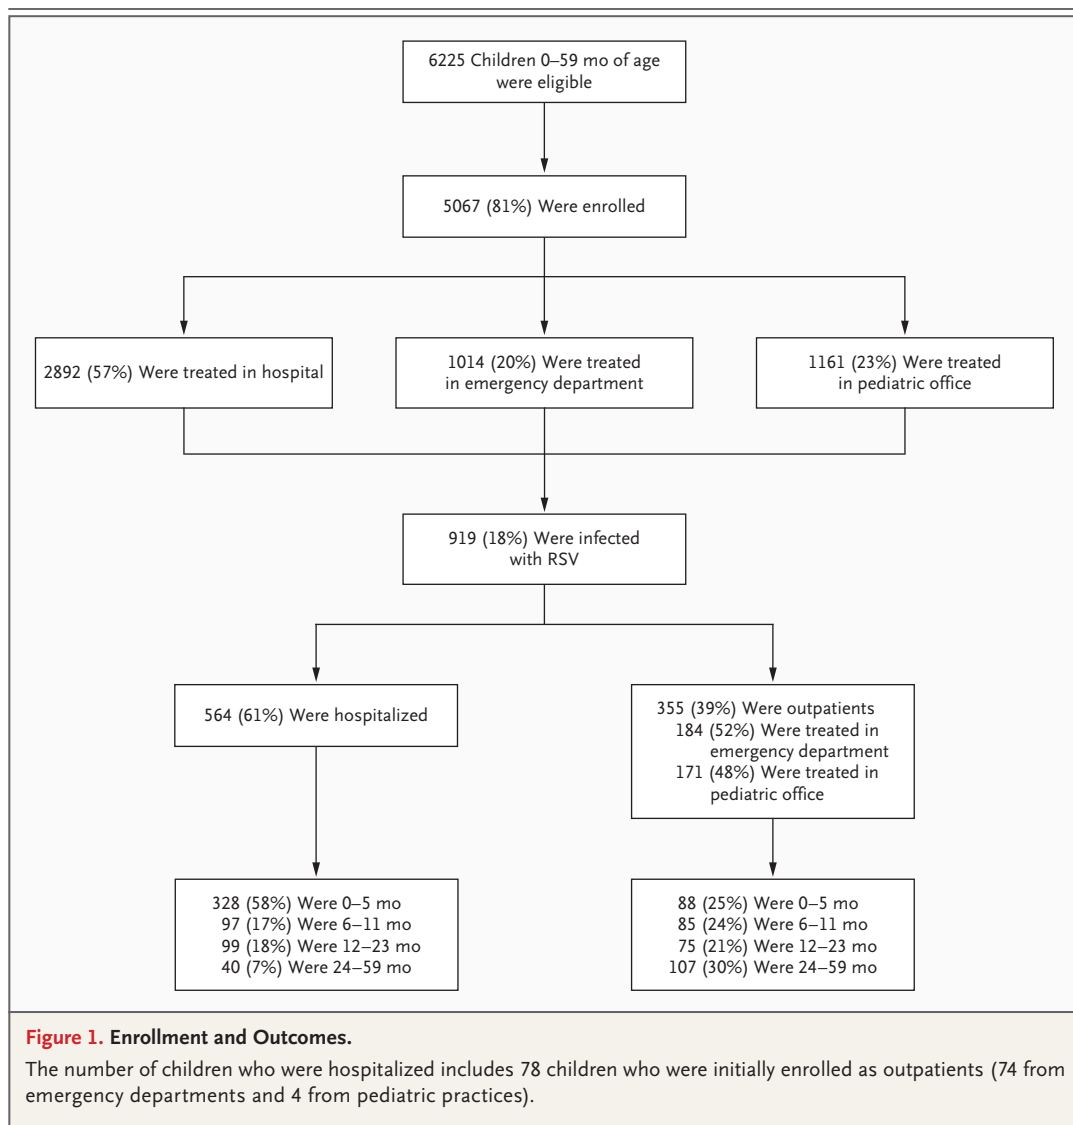 6225 Children 0–59 mo of age
were eligible
5067 (81%) Were enrolled
2892 (57%) Were treated in hospital
1014 (20%) Were treated
in emergency department
1161 (23%) Were treated
in pediatric office
919 (18%) Were infected
with RSV
564 (61%) Were hospitalized
355 (39%) Were outpatients
184 (52%) Were treated in
emergency department
171 (48%) Were treated in
pediatric office
328 (58%) Were 0–5 mo
97 (17%) Were 6–11 mo
99 (18%) Were 12–23 mo
40 (7%) Were 24–59 mo
88 (25%) Were 0–5 mo
85 (24%) Were 6–11 mo
75 (21%) Were 12–23 mo
107 (30%) Were 24–59 mo
Figure 1. Enrollment and Outcomes.
The number of children who were hospitalized includes 78 children who were initially enrolled as outpatients (74 from
emergency departments and 4 from pediatric practices).